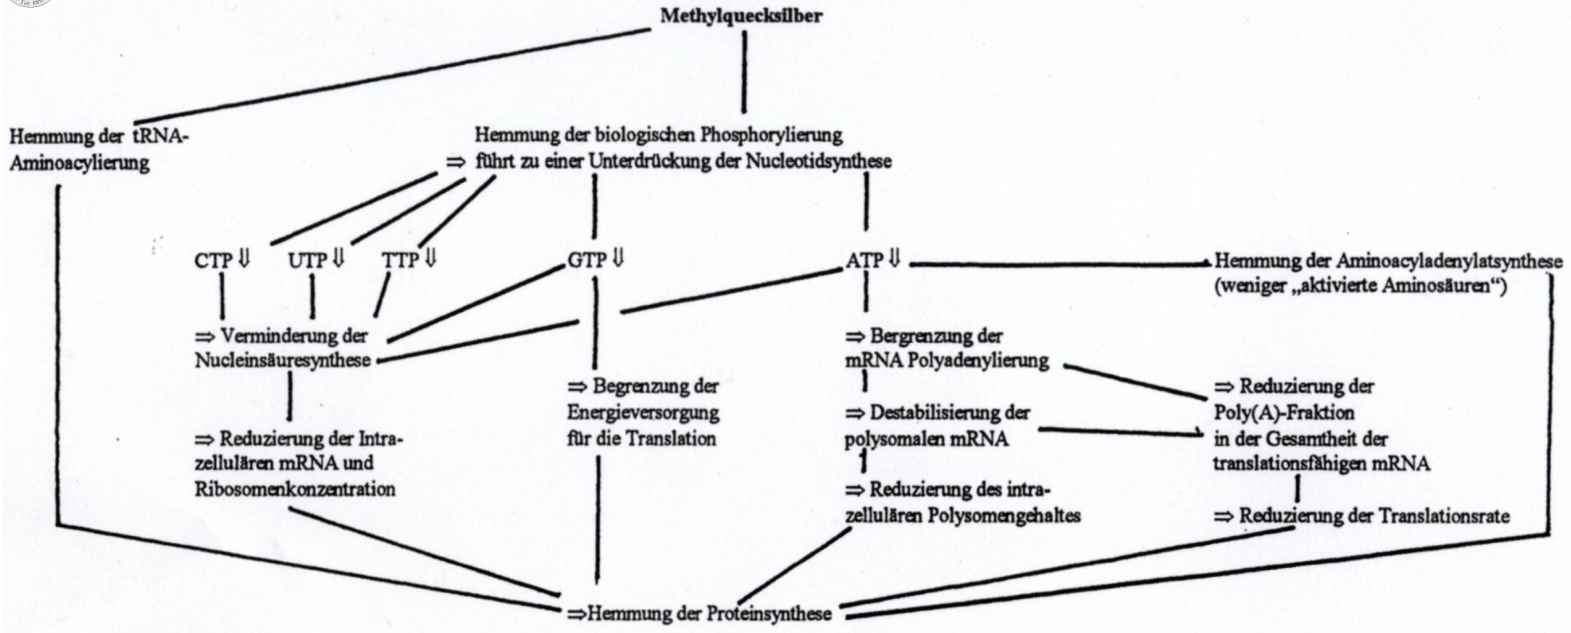 Methylquecksilber
Hemmung der tRNA-
Aminoacylierung
Hemmung der biologischen Phosphorylierung
⇒ führt zu einer Unterdrückung der Nucleotidsynthese
CTP ⇓
UTP ⇓
TTP ⇓
GTP ⇓
ATP ⇓
Hemmung der Aminoacyladenylatsynthese
(weniger „aktivierte Aminosäuren“)
⇒ Verminderung der
Nucleinsäuresynthese
⇒ Reduzierung der Intra-
zellulären mRNA und
Ribosomenkonzentration
⇒ Begrenzung der
Energieversorgung
für die Translation
⇒ Bergrenzung der
mRNA Polyadenylierung
⇒ Destabilisierung der
polysomalen mRNA
⇒ Reduzierung des intra-
zellulären Polysomengehaltes
⇒ Reduzierung der
Poly(A)-Fraktion
in der Gesamtheit der
translationsfähigen mRNA
⇒ Reduzierung der Translationsrate
⇒Hemmung der Proteinsynthese